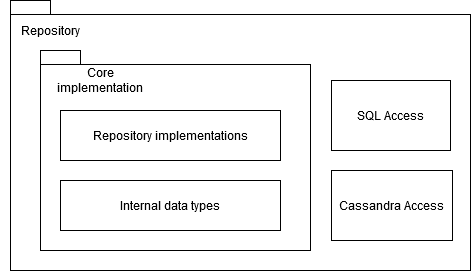 Repository
Core
implementation
Repository implementations
Internal data types
SQL Access
Cassandra Access